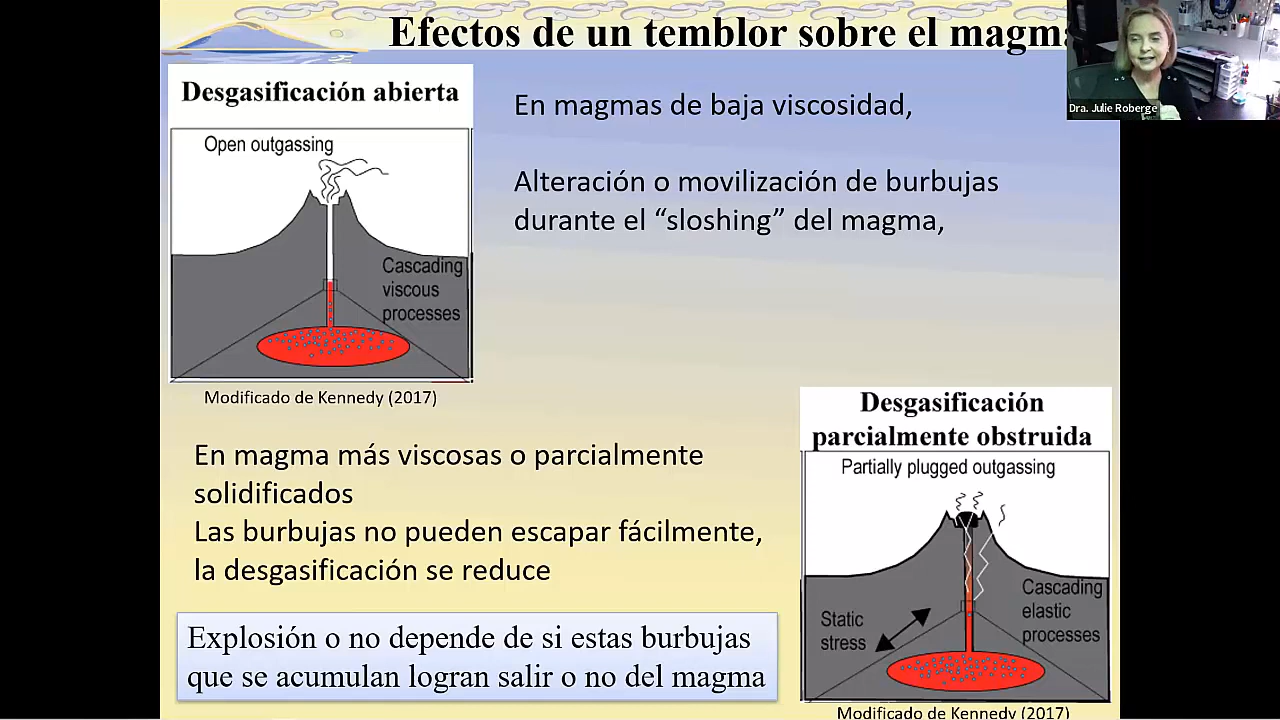 Efectos de un temblor sobre el magma
Dra. Julie Roberge
Desgasificación abierta
Open outgassing
Cascading
viscous
processes
Modificado de Kennedy (2017)
En magmas de baja viscosidad,
Alteración o movilización de burbujas
durante el “sloshing” del magma,
En magma más viscosas o parcialmente
solidificados
Las burbujas no pueden escapar fácilmente,
la desgasificación se reduce
Explosión o no depende de si estas burbujas
que se acumulan logran salir o no del magma
Desgasificación
parcialmente obstruida
Partially plugged outgassing
Static
stress
Cascading
elastic
processes
Modificado de Kennedy (2017)